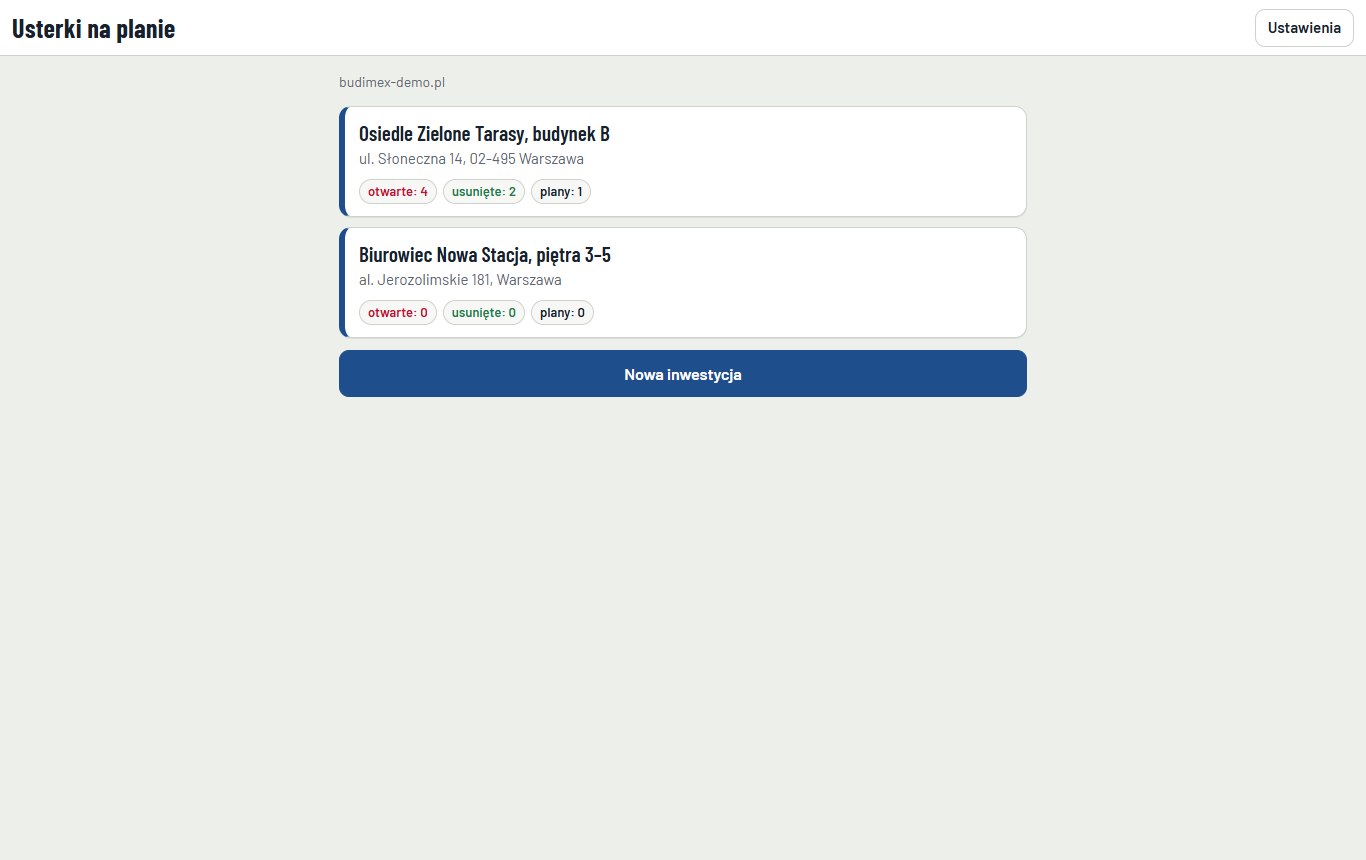 Usterki na planie
Ustawienia
budimex-demo.pl
Osiedle Zielone Tarasy, budynek B
ul. Słoneczna 14, 02-495 Warszawa
otwarte: 4 usunięte: 2 plany: 1
Biurowiec Nowa Stacja, piętra 3–5
al. Jerozolimskie 181, Warszawa
otwarte: 0 usunięte: 0 plany: 0
Nowa inwestycja